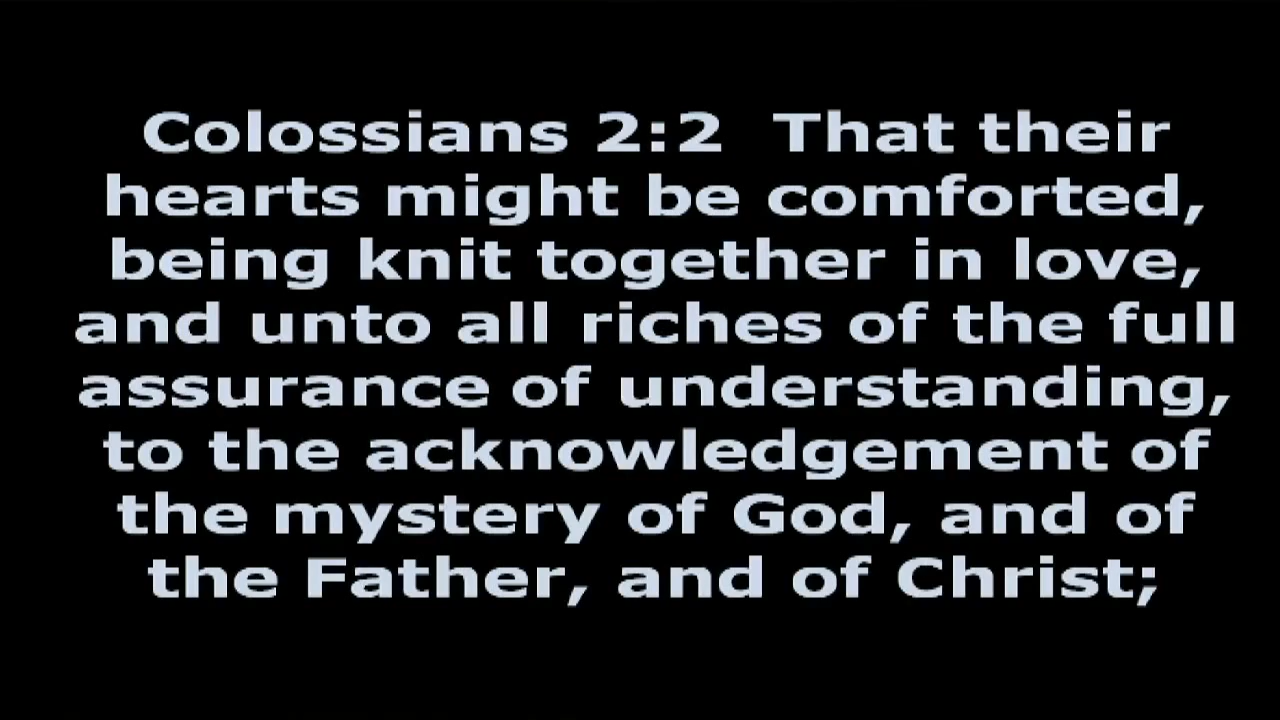 Colossians 2:2  That their
hearts might be comforted,
being knit together in love,
and unto all riches of the full
assurance of understanding,
to the acknowledgement of
the mystery of God, and of
the Father, and of Christ;